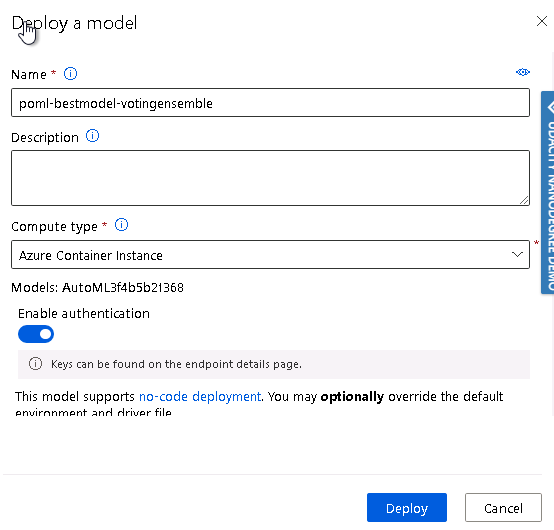 Deploy a model
Name *
poml-bestmodel-votingensemble
Description
Compute type *
Azure Container Instance
*
Models: AutoML3f4b5b21368
Enable authentication
Keys can be found on the endpoint details page.
This model supports no-code deployment. You may optionally override the default
environment and driver file.
Deploy
Cancel
UDACITY NANODEGREE DEMO